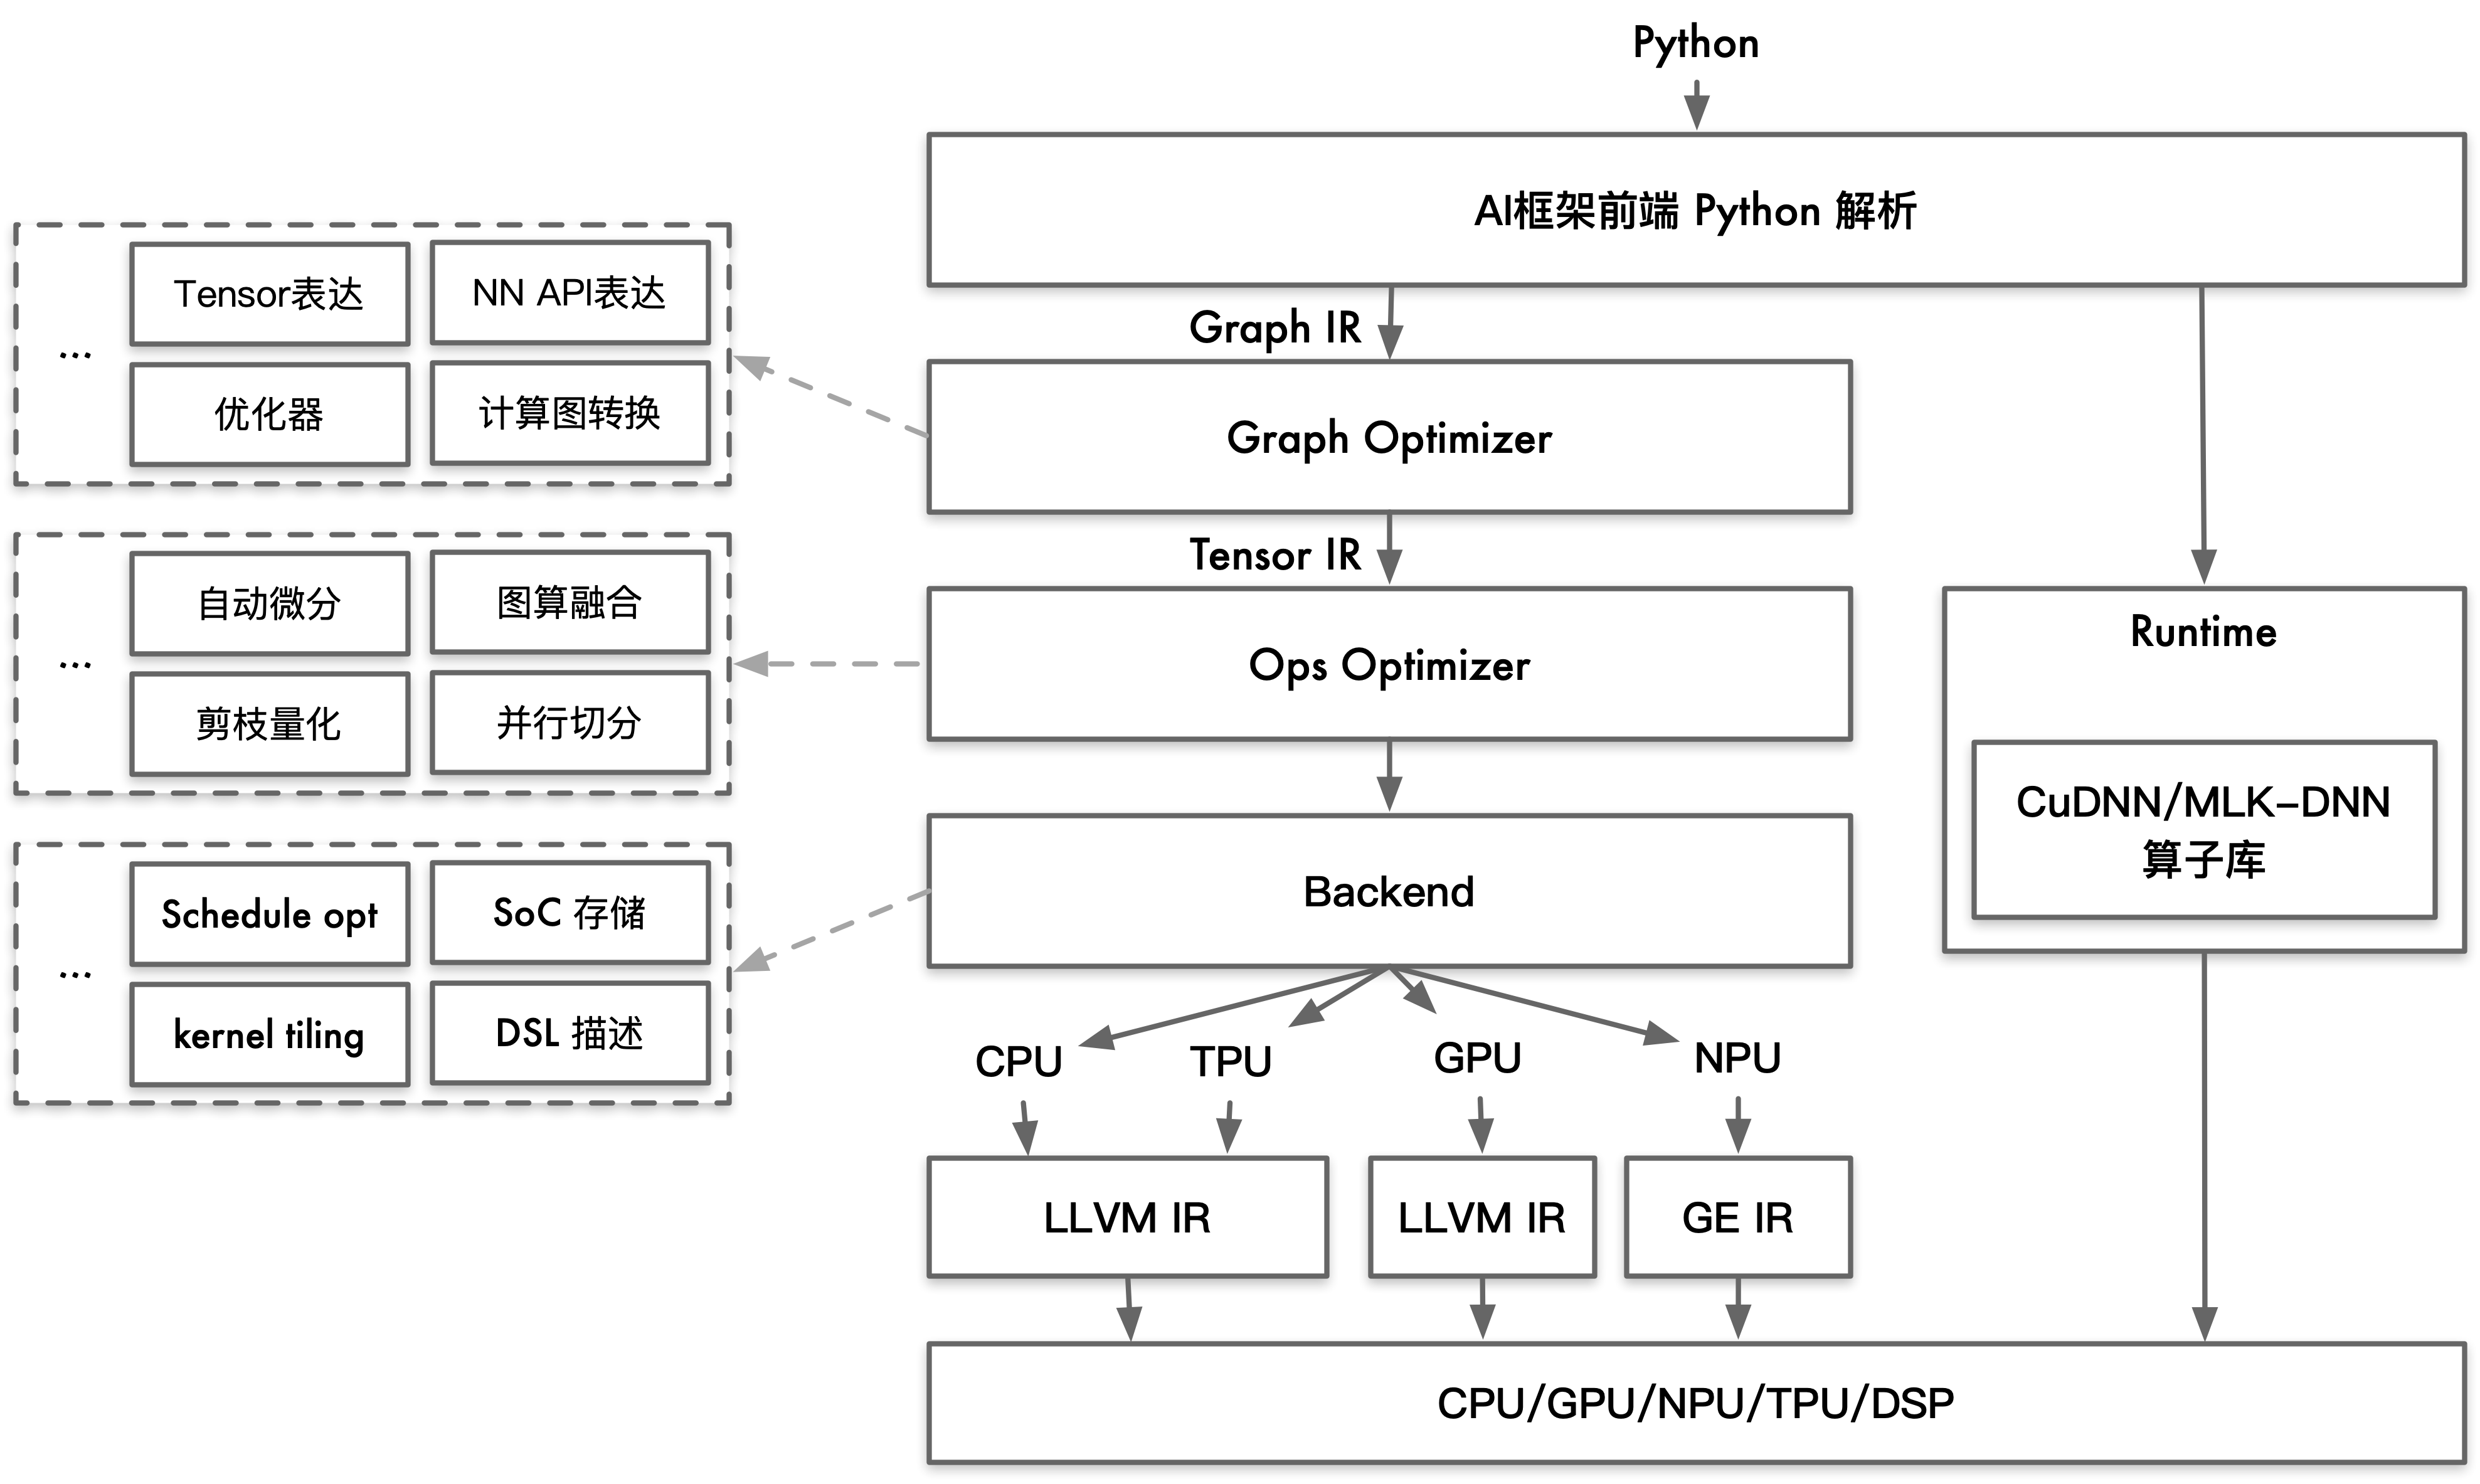 Python
AI框架前端 Python 解析
Graph IR
Graph Optimizer
Tensor表达
NN API表达
...
优化器
计算图转换
Tensor IR
Ops Optimizer
自动微分
图算融合
...
剪枝量化
并行切分
Runtime
CuDNN/MLK-DNN
算子库
Backend
Schedule opt
SoC 存储
...
kernel tiling
DSL 描述
CPU
TPU
GPU
NPU
LLVM IR
LLVM IR
GE IR
CPU/GPU/NPU/TPU/DSP